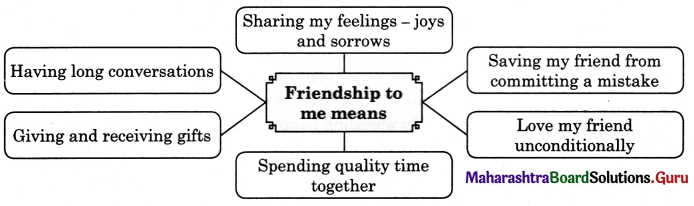 Sharing my feelings – joys
and sorrows
Having long conversations
Saving my friend from
committing a mistake
Friendship to
me means
Giving and receiving gifts
Love my friend
unconditionally
Spending quality time
together
MaharashtraBoardSolutions.Guru